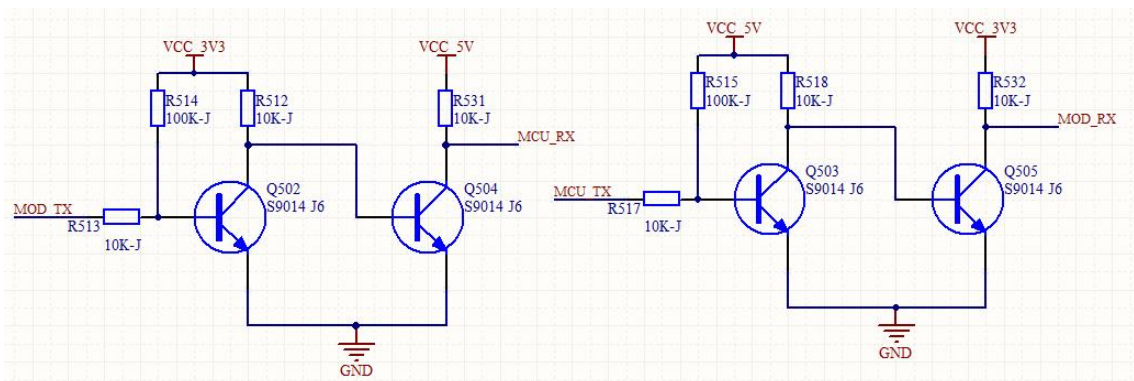 VCC_3V3
R514
100K-J
R512
10K-J
VCC_5V
R531
10K-J
MCU_RX
Q502
S9014 J6
Q504
S9014 J6
MOD_TX
R513
10K-J
GND
VCC_5V
R515
100K-J
R518
10K-J
VCC_3V3
R532
10K-J
MOD_RX
Q503
S9014 J6
Q505
S9014 J6
MCU_TX
R517
10K-J
GND